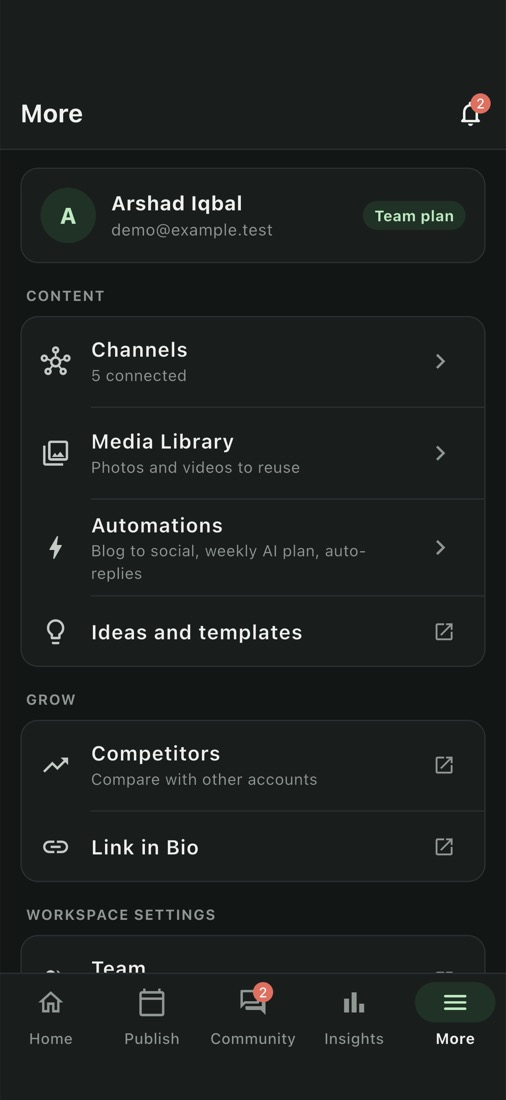 More
2
A
Arshad Iqbal
demo@example.test
Team plan
CONTENT
Channels
5 connected
Media Library
Photos and videos to reuse
Automations
Blog to social, weekly AI plan, auto-
replies
Ideas and templates
GROW
Competitors
Compare with other accounts
Link in Bio
WORKSPACE SETTINGS
Team
2
Home
Publish
Community
Insights
More